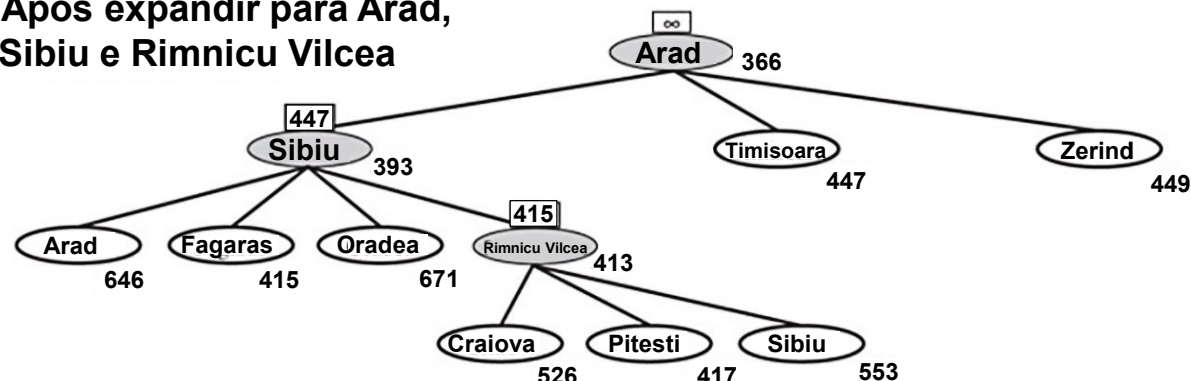 Após expandir para Arad,
Sibiu e Rimnicu Vilcea
∞
Arad
366
447
Sibiu
393
Timisoara
447
Zerind
449
Arad
646
Fagaras
415
Oradea
671
415
Rimnicu Vilcea
413
Craiova
526
Pitesti
417
Sibiu
553